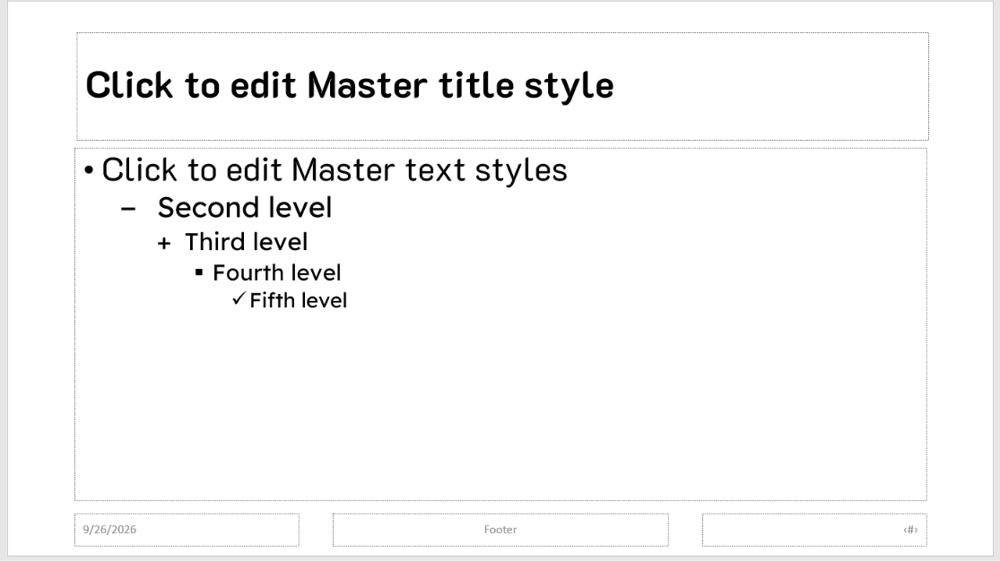 Click to edit Master title style
• Click to edit Master text styles
– Second level
+ Third level
▪ Fourth level
✓ Fifth level
9/26/2026
Footer
‹#›